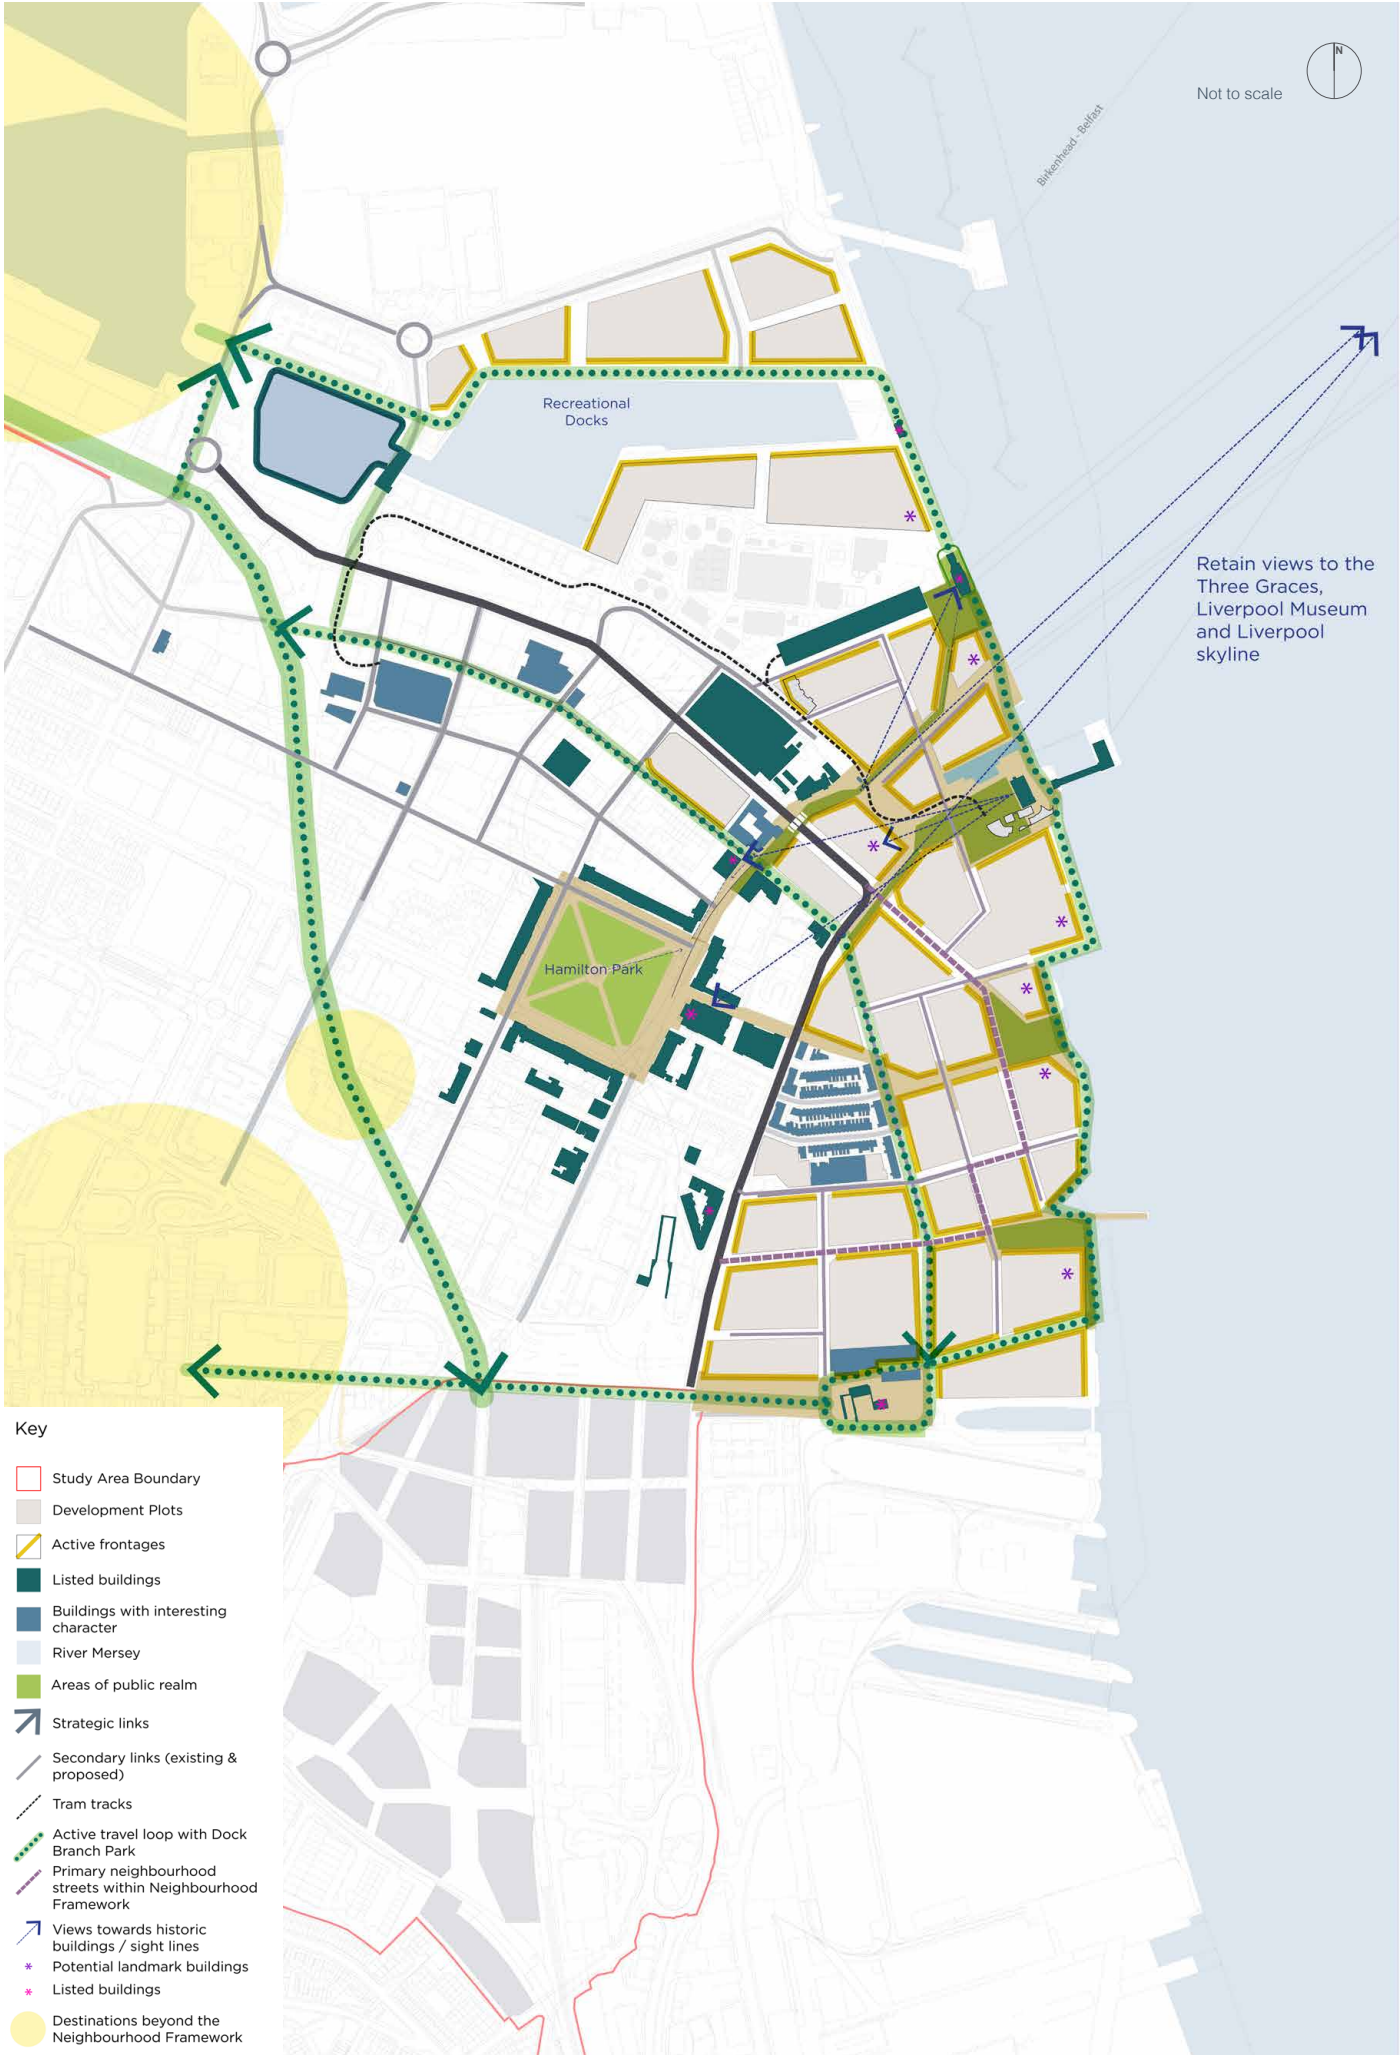 N
Not to scale
Birkenhead - Belfast
Recreational
Docks
Retain views to the
Three Graces,
Liverpool Museum
and Liverpool
skyline
Hamilton Park
Key
Study Area Boundary
Development Plots
Active frontages
Listed buildings
Buildings with interesting
character
River Mersey
Areas of public realm
Strategic links
Secondary links (existing &
proposed)
Tram tracks
Active travel loop with Dock
Branch Park
Primary neighbourhood
streets within Neighbourhood
Framework
Views towards historic
buildings / sight lines
Potential landmark buildings
Listed buildings
Destinations beyond the
Neighbourhood Framework